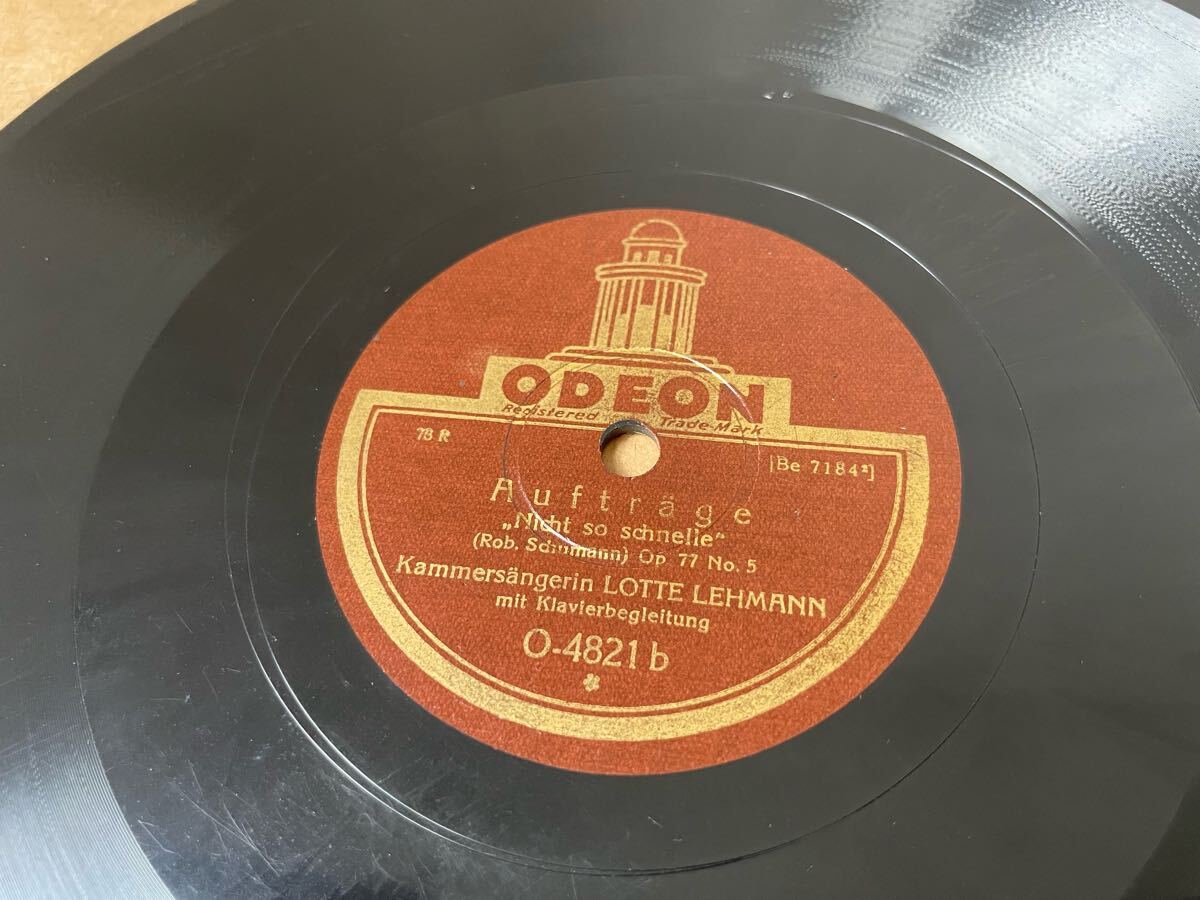 ODEON
Registered Trade-Mark
78 R
[Be 7184²]
Aufträge
„Nicht so schnelle“
(Rob. Schumann) Op 77 No. 5
Kammersängerin LOTTE LEHMANN
mit Klavierbegleitung
O-4821 b